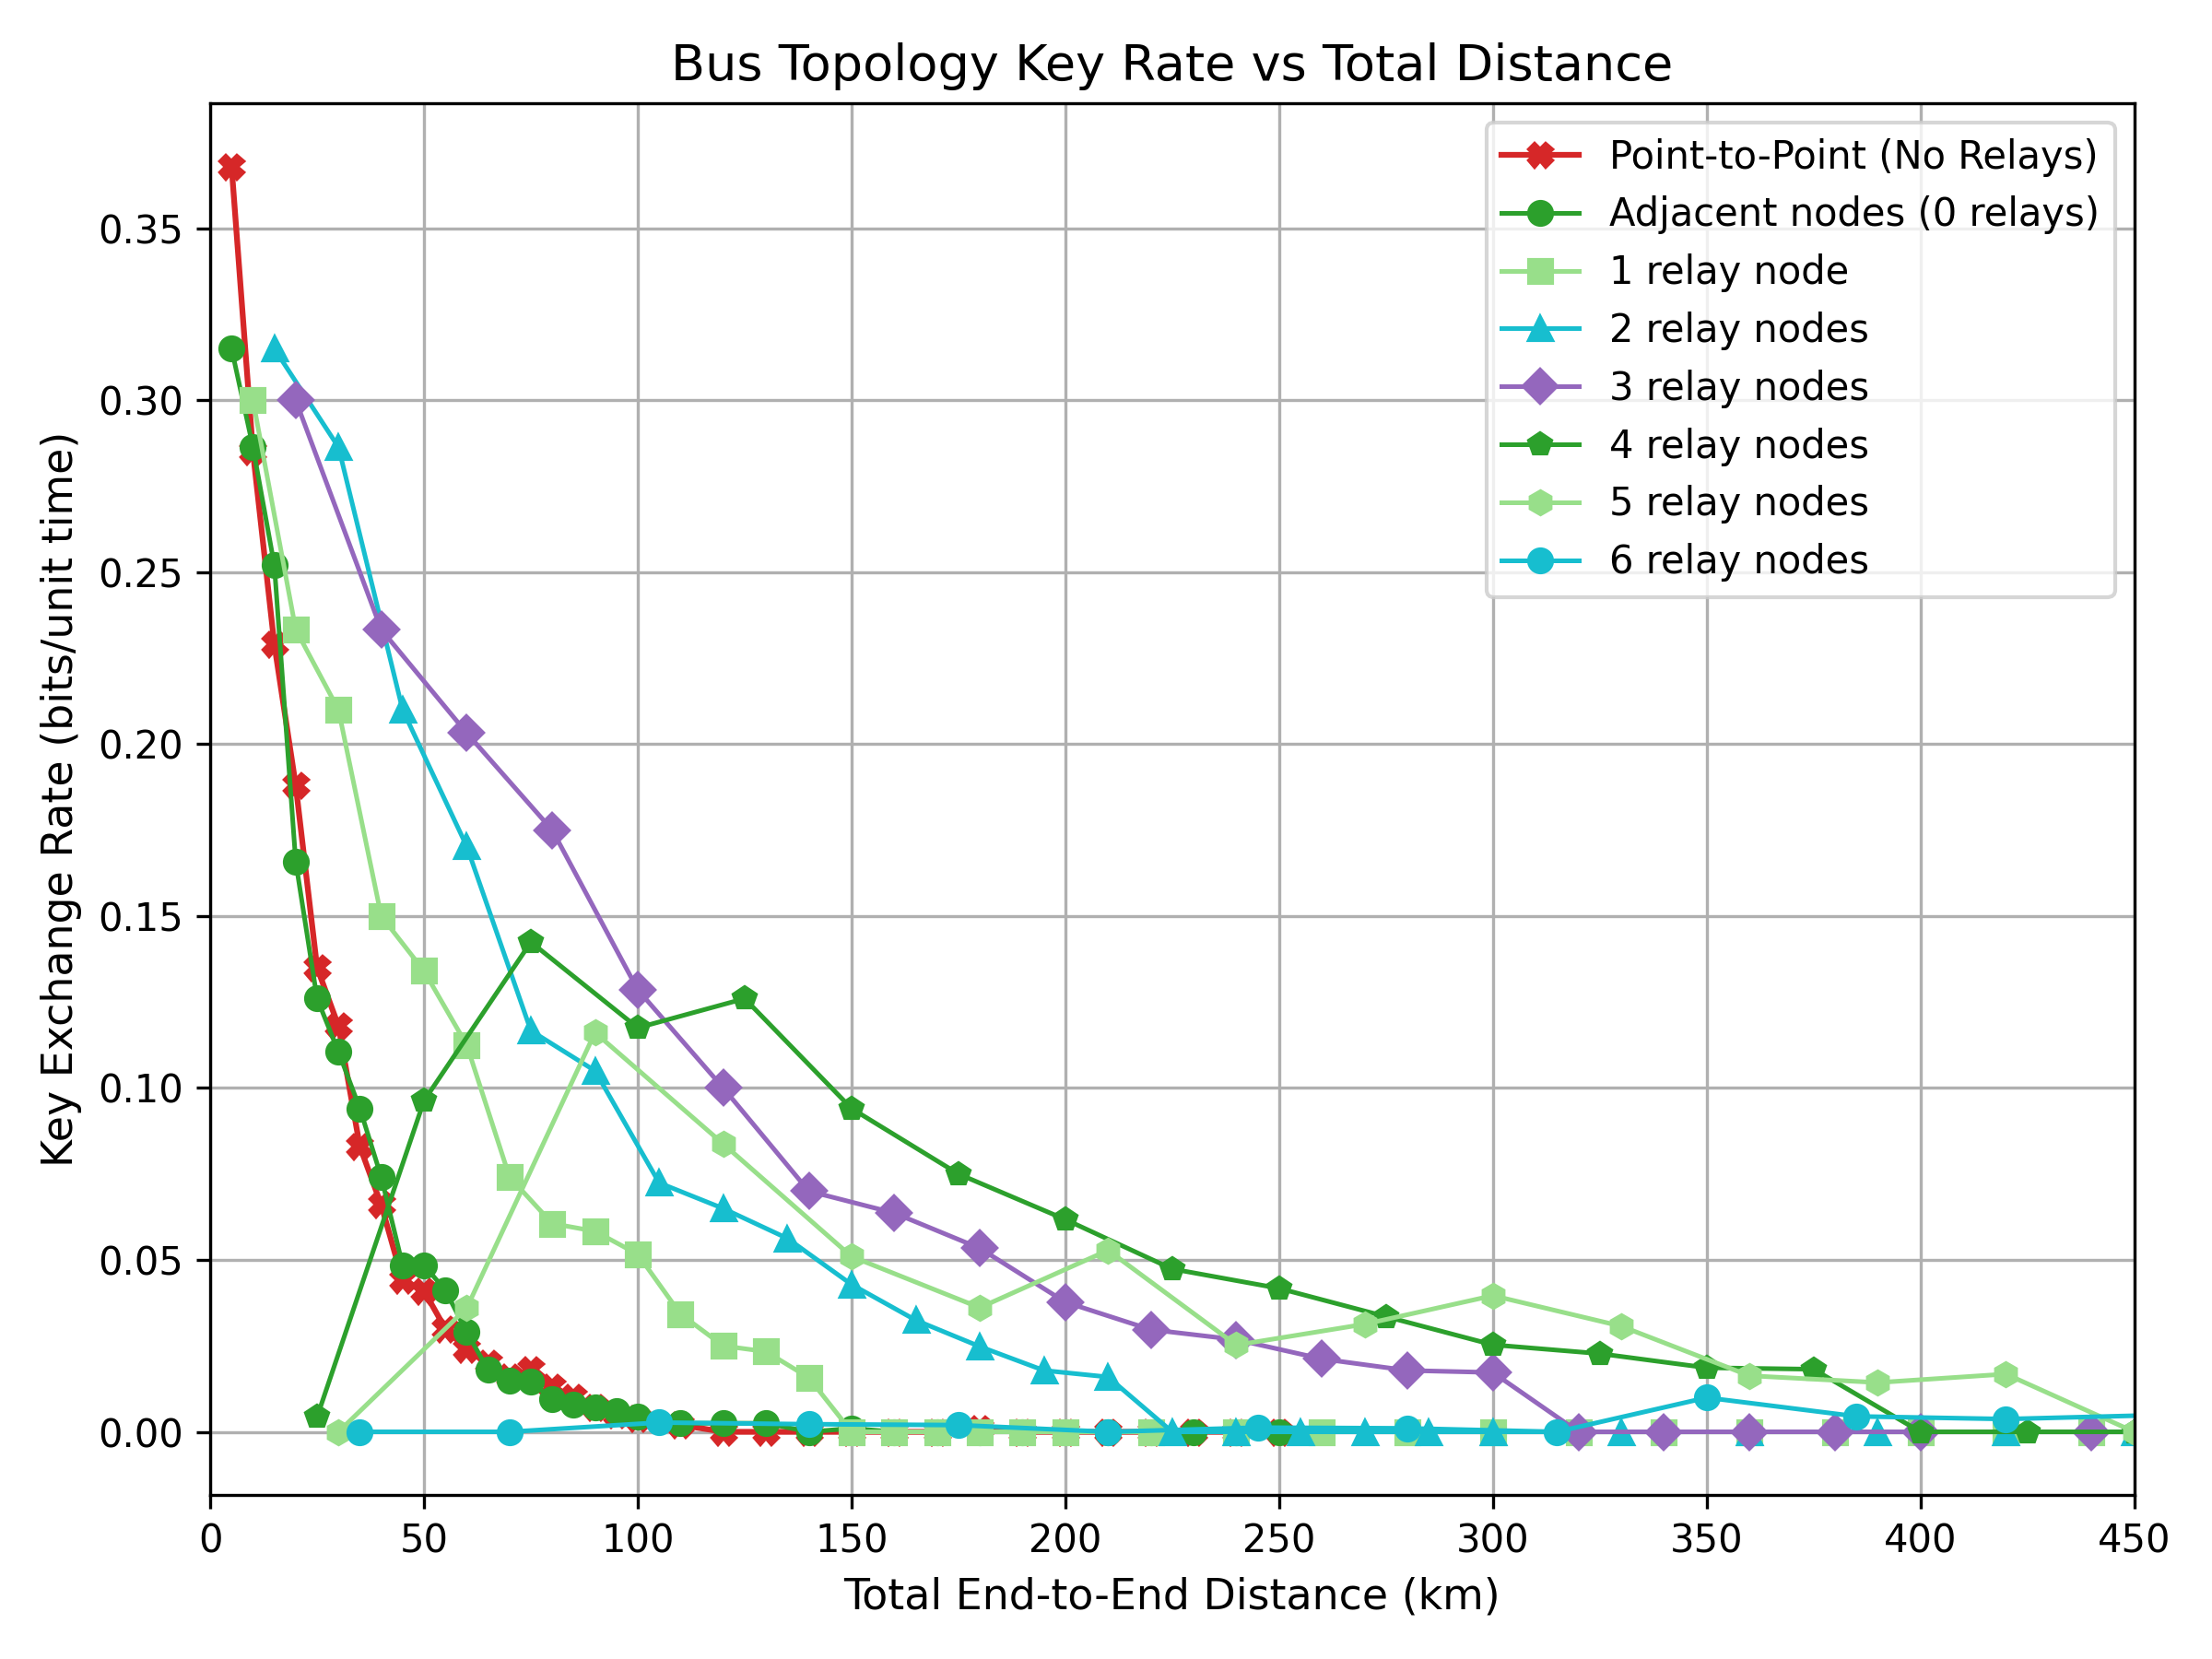 Bus Topology Key Rate vs Total Distance
Key Exchange Rate (bits/unit time)
0.35
0.30
0.25
0.20
0.15
0.10
0.05
0.00
Point-to-Point (No Relays)
Adjacent nodes (0 relays)
1 relay node
2 relay nodes
3 relay nodes
4 relay nodes
5 relay nodes
6 relay nodes
0 50 100 150 200 250 300 350 400 450
Total End-to-End Distance (km)